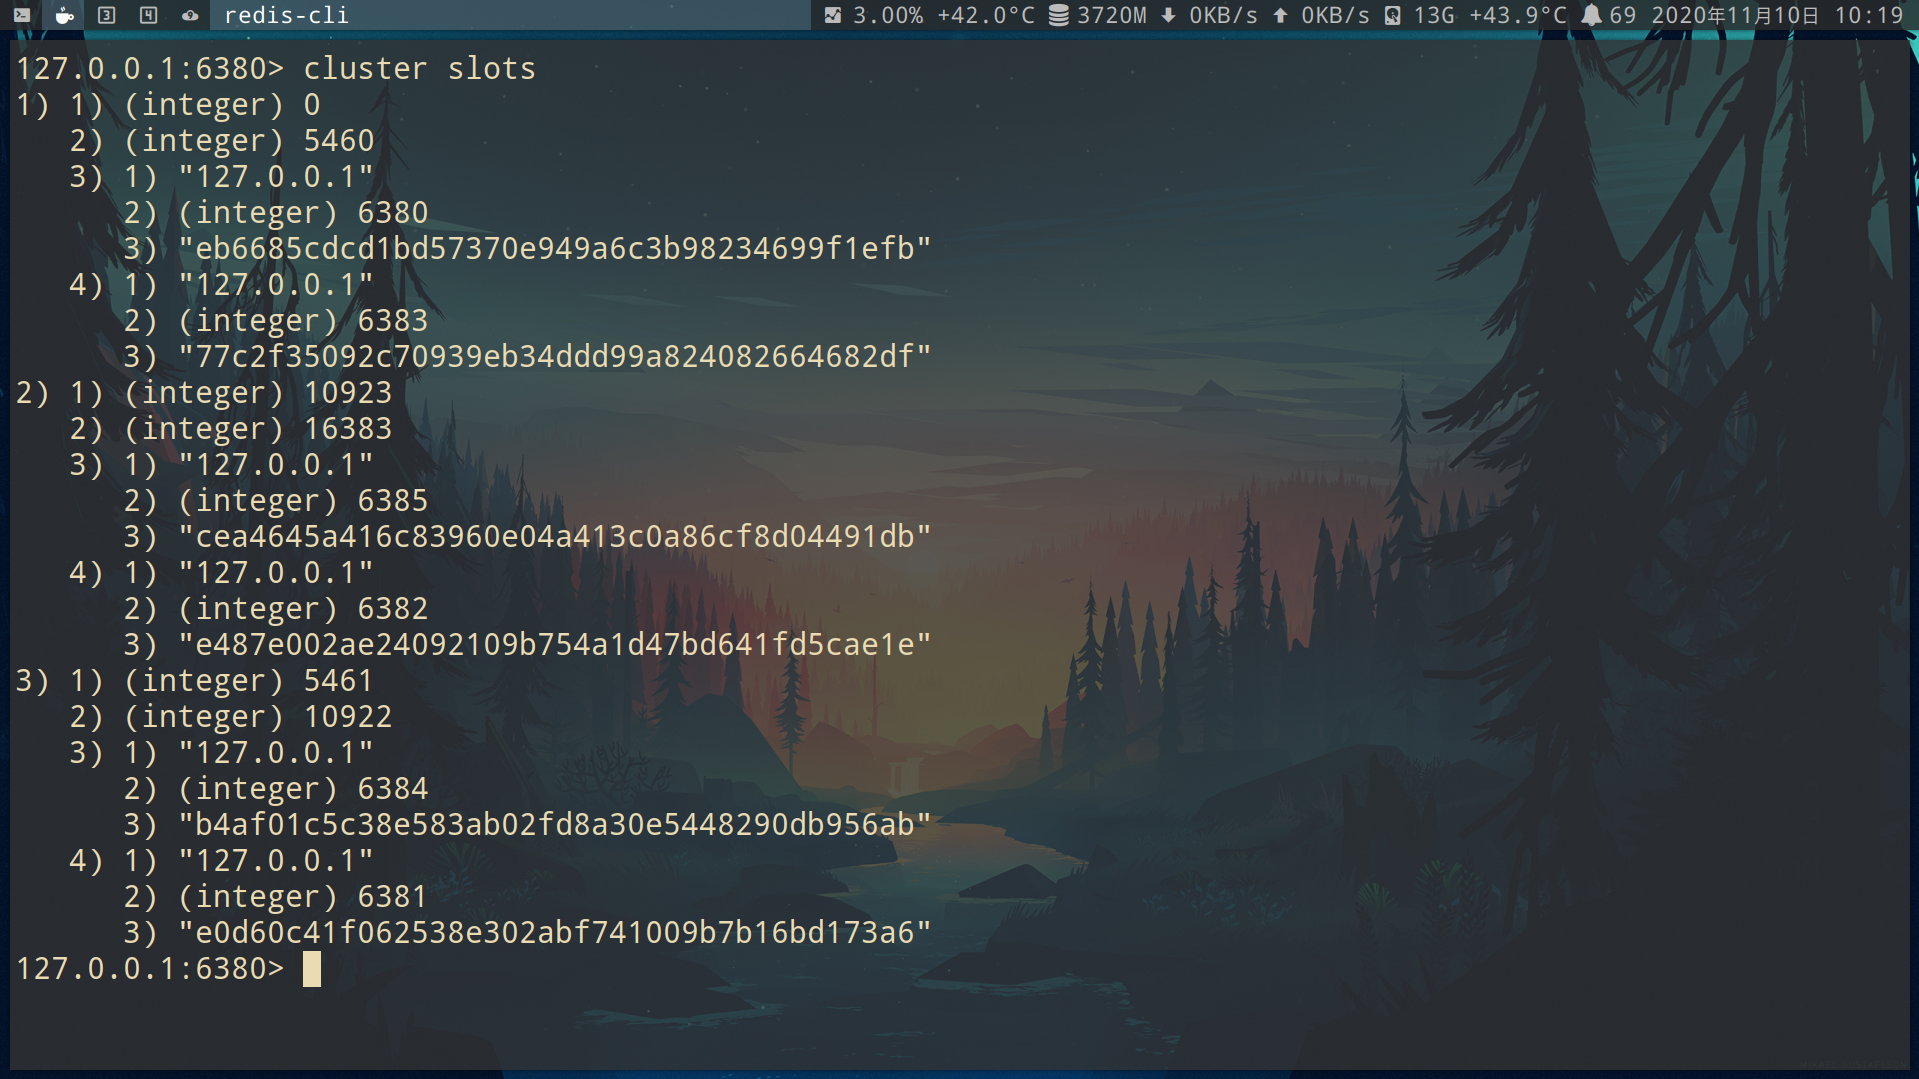 3 4 redis-cli 3.00% +42.0°C 3720M 0KB/s 0KB/s 13G +43.9°C 69 2020年11月10日 10:19
127.0.0.1:6380> cluster slots
1) 1) (integer) 0
   2) (integer) 5460
   3) 1) "127.0.0.1"
      2) (integer) 6380
      3) "eb6685cdcd1bd57370e949a6c3b98234699f1efb"
   4) 1) "127.0.0.1"
      2) (integer) 6383
      3) "77c2f35092c70939eb34ddd99a824082664682df"
2) 1) (integer) 10923
   2) (integer) 16383
   3) 1) "127.0.0.1"
      2) (integer) 6385
      3) "cea4645a416c83960e04a413c0a86cf8d04491db"
   4) 1) "127.0.0.1"
      2) (integer) 6382
      3) "e487e002ae24092109b754a1d47bd641fd5cae1e"
3) 1) (integer) 5461
   2) (integer) 10922
   3) 1) "127.0.0.1"
      2) (integer) 6384
      3) "b4af01c5c38e583ab02fd8a30e5448290db956ab"
   4) 1) "127.0.0.1"
      2) (integer) 6381
      3) "e0d60c41f062538e302abf741009b7b16bd173a6"
127.0.0.1:6380>